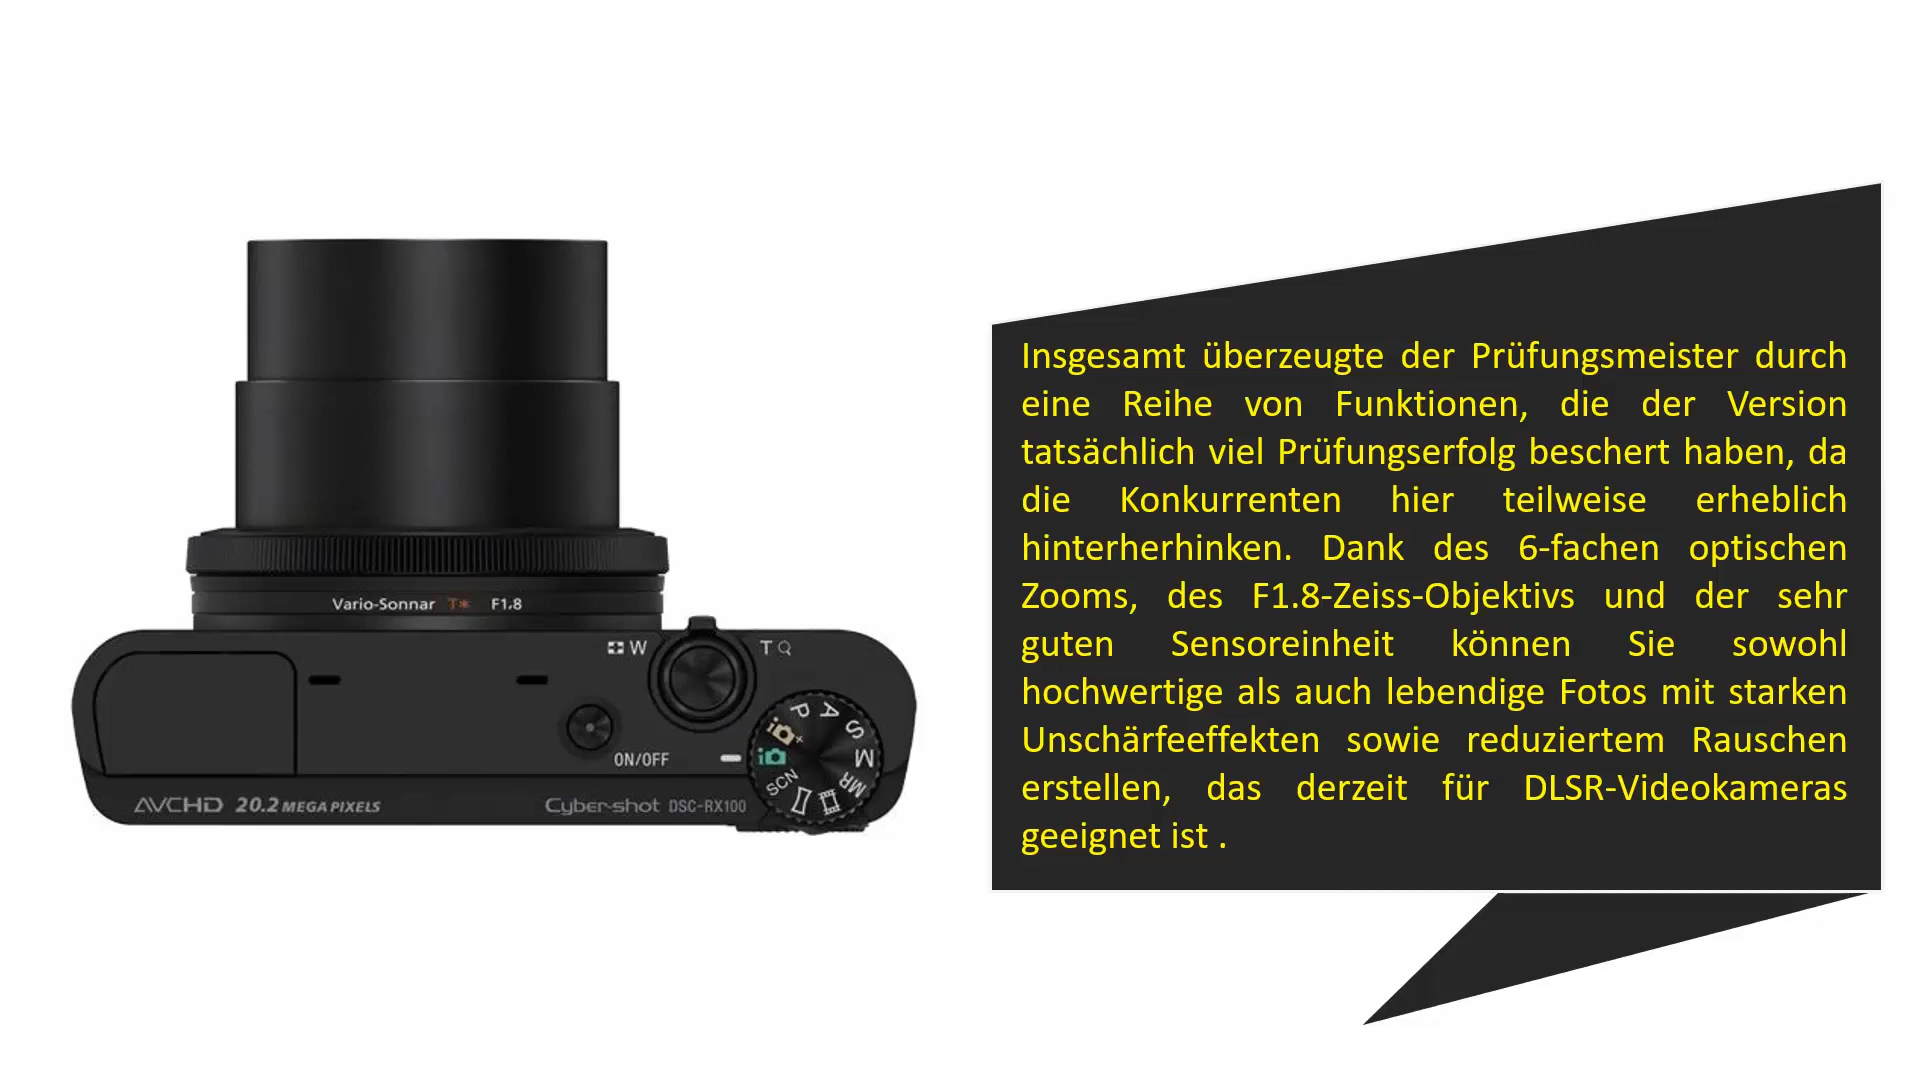 Vario-Sonnar T* F1.8
W T
ON/OFF
P A S M MR SCN i i+
AVCHD 20.2 MEGA PIXELS
Cyber-shot DSC-RX100
Insgesamt überzeugte der Prüfungsmeister durch
eine Reihe von Funktionen, die der Version
tatsächlich viel Prüfungserfolg beschert haben, da
die Konkurrenten hier teilweise erheblich
hinterherhinken. Dank des 6-fachen optischen
Zooms, des F1.8-Zeiss-Objektivs und der sehr
guten Sensoreinheit können Sie sowohl
hochwertige als auch lebendige Fotos mit starken
Unschärfeeffekten sowie reduziertem Rauschen
erstellen, das derzeit für DLSR-Videokameras
geeignet ist .